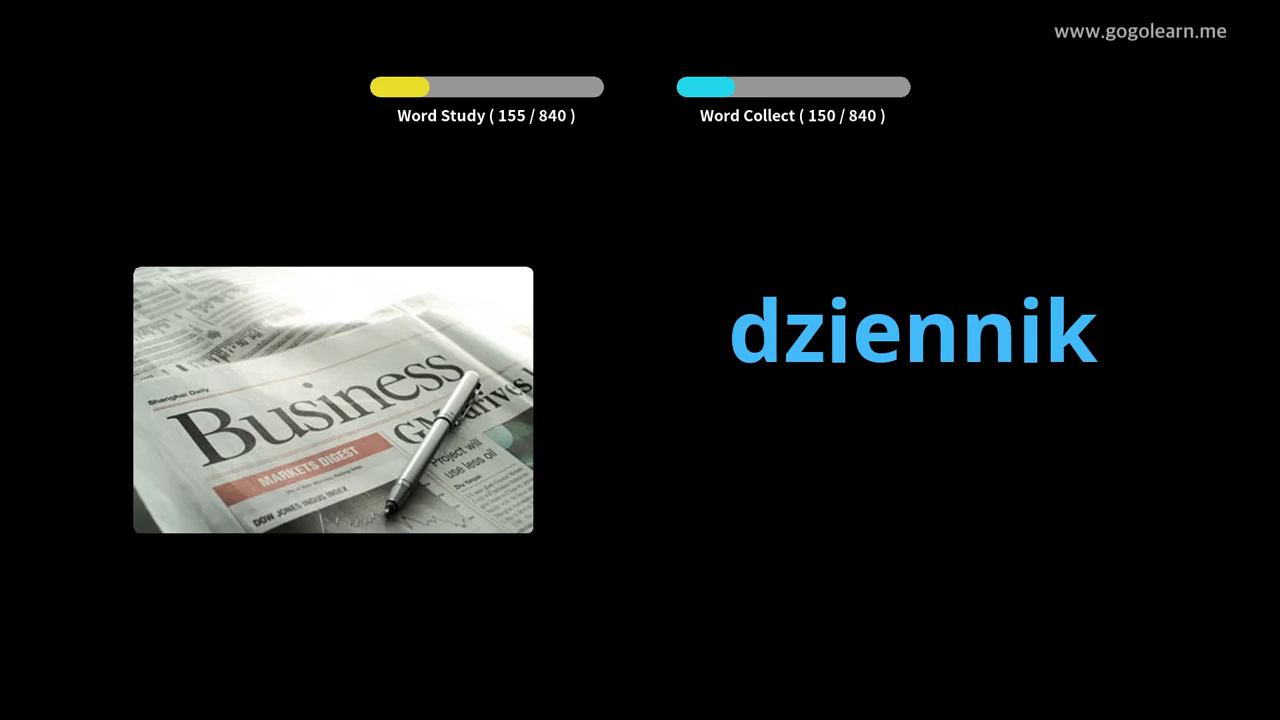 www.gogolearn.me
Word Study ( 155 / 840 )
Word Collect ( 150 / 840 )
dziennik
Shanghai Daily
Business
MARKETS DIGEST
DOW JONES INDUS INDEX
Project will
use less oil